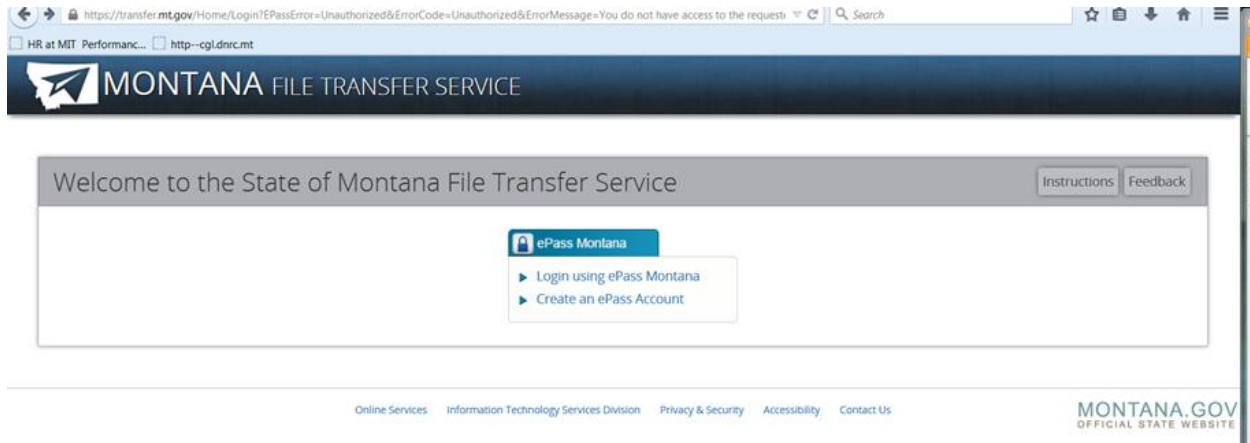 https://transfer.mt.gov/Home/Login?EPassError=Unauthorized&ErrorCode=Unauthorized&ErrorMessage=You do not have access to the requeste Search
HR at MIT Performanc... http--cgl.dnrc.mt
MONTANA FILE TRANSFER SERVICE
Welcome to the State of Montana File Transfer Service Instructions Feedback
ePass Montana
Login using ePass Montana
Create an ePass Account
Online Services Information Technology Services Division Privacy & Security Accessibility Contact Us
MONTANA.GOV
OFFICIAL STATE WEBSITE